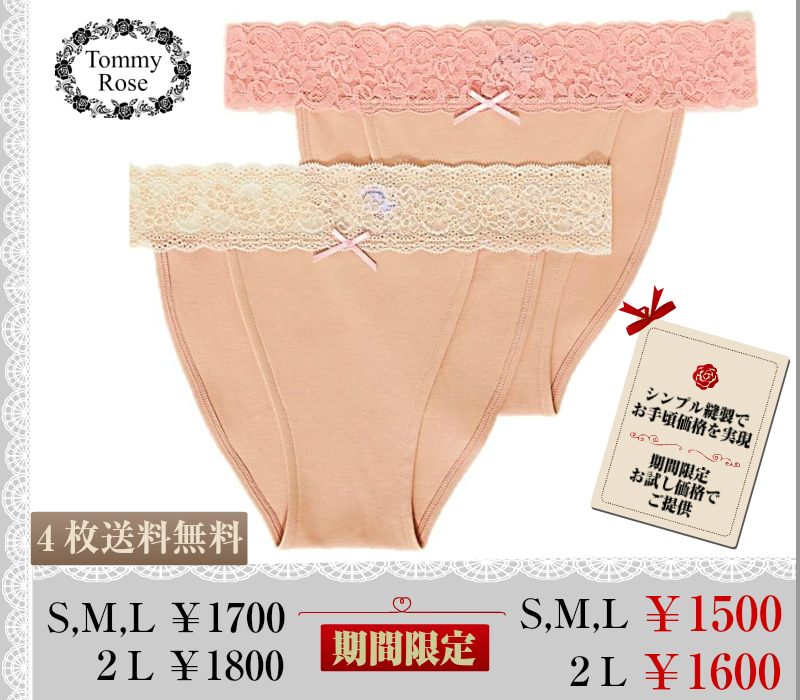 Tommy
Rose
シンプル縫製で
お手頃価格を実現
期間限定
お試し価格で
ご提供
4枚送料無料
S,M,L ￥1700
2L ￥1800
期間限定
S,M,L ￥1500
2L ￥1600